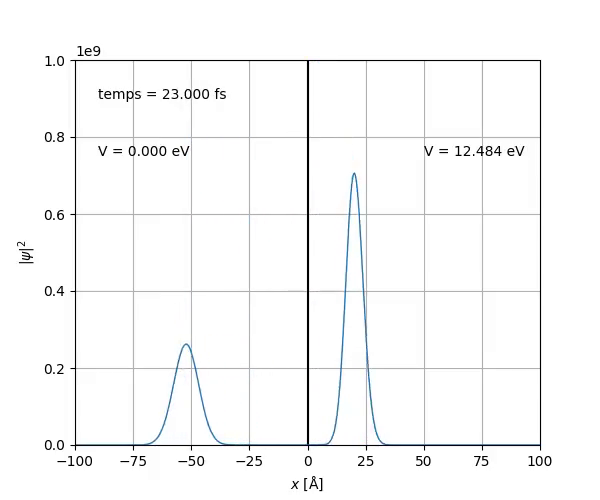 1e9
1.0
temps = 23.000 fs
0.8
V = 0.000 eV
V = 12.484 eV
0.6
|ψ|²
0.4
0.2
0.0
−100 −75 −50 −25 0 25 50 75 100
x [Å]